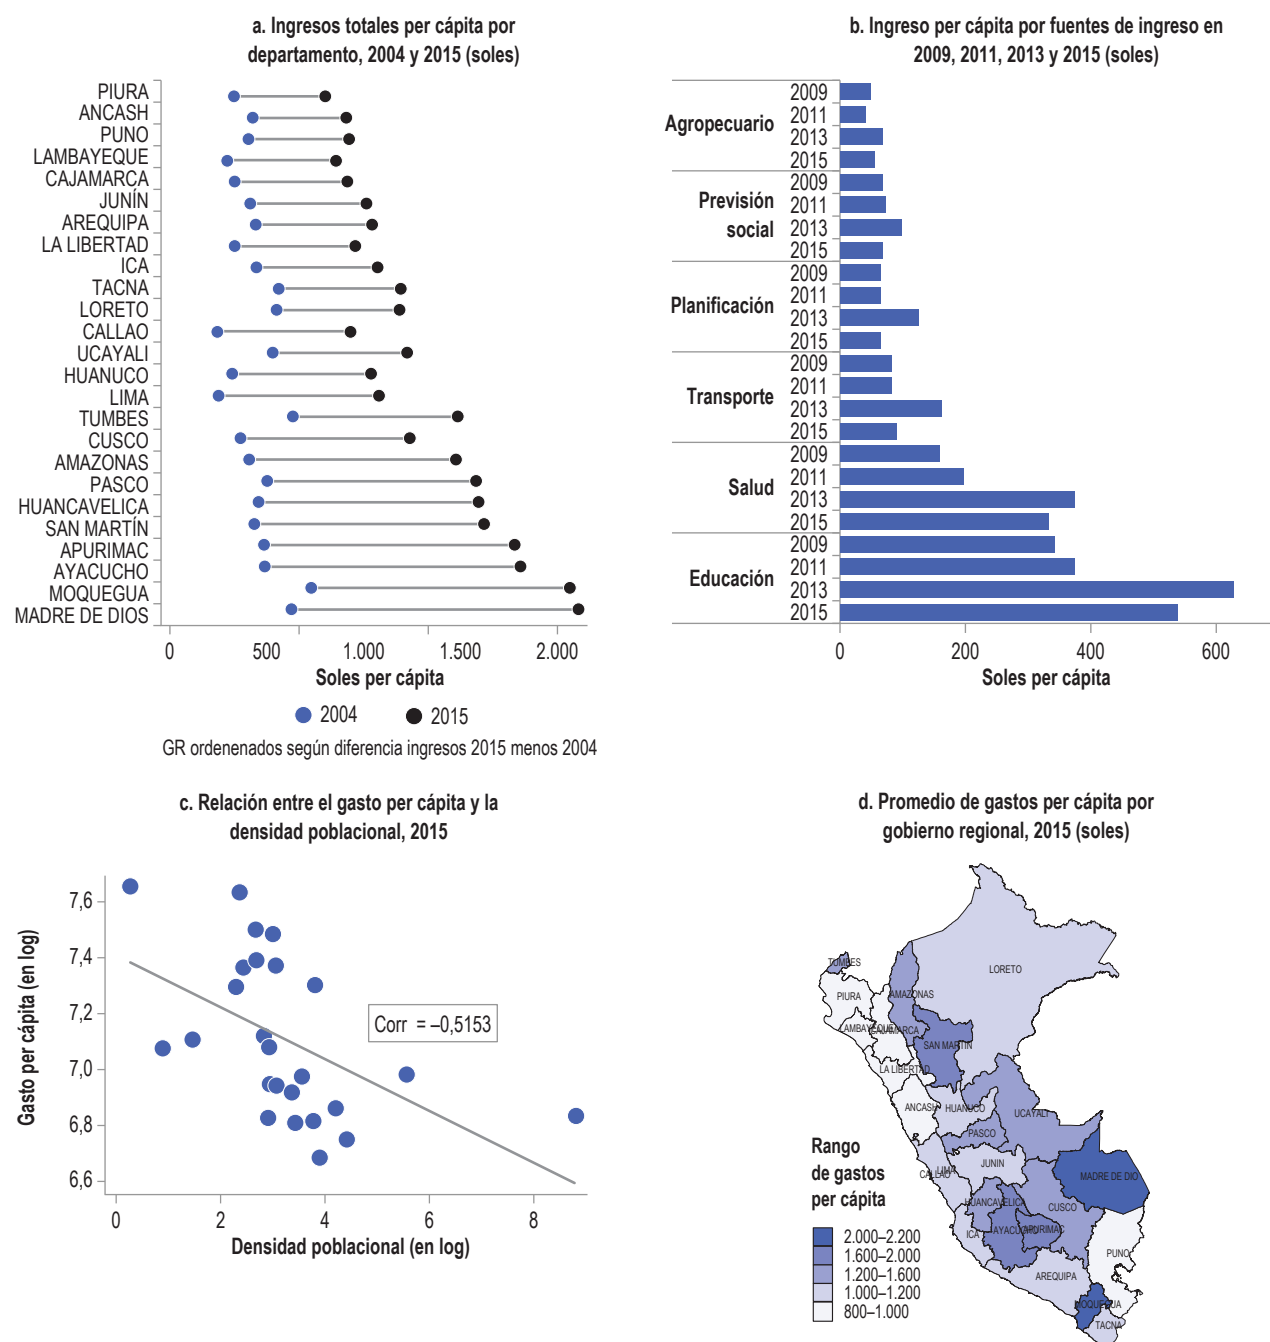 a. Ingresos totales per cápita por
departamento, 2004 y 2015 (soles)
PIURA
ANCASH
PUNO
LAMBAYEQUE
CAJAMARCA
JUNÍN
AREQUIPA
LA LIBERTAD
ICA
TACNA
LORETO
CALLAO
UCAYALI
HUANUCO
LIMA
TUMBES
CUSCO
AMAZONAS
PASCO
HUANCAVELICA
SAN MARTÍN
APURIMAC
AYACUCHO
MOQUEGUA
MADRE DE DIOS
0 500 1.000 1.500 2.000
Soles per cápita
2004 2015
GR ordenenados según diferencia ingresos 2015 menos 2004
b. Ingreso per cápita por fuentes de ingreso en
2009, 2011, 2013 y 2015 (soles)
Agropecuario
2009
2011
2013
2015
Previsión
social
2009
2011
2013
2015
Planificación
2009
2011
2013
2015
Transporte
2009
2011
2013
2015
Salud
2009
2011
2013
2015
Educación
2009
2011
2013
2015
0 200 400 600
Soles per cápita
c. Relación entre el gasto per cápita y la
densidad poblacional, 2015
Gasto per cápita (en log)
7,6
7,4
7,2
7,0
6,8
6,6
Corr = –0,5153
0 2 4 6 8
Densidad poblacional (en log)
d. Promedio de gastos per cápita por
gobierno regional, 2015 (soles)
TUMBES
LORETO
PIURA
AMAZONAS
LAMBAYEQUE
CAJAMARCA
SAN MARTIN
LA LIBERTAD
ANCASH
HUANUCO
UCAYALI
PASCO
LIMA
JUNIN
CALLAO
MADRE DE DIO
HUANCAVELICA
CUSCO
AYACUCHO
APURIMAC
ICA
PUNO
AREQUIPA
MOQUEGUA
TACNA
Rango
de gastos
per cápita
2.000–2.200
1.600–2.000
1.200–1.600
1.000–1.200
800–1.000